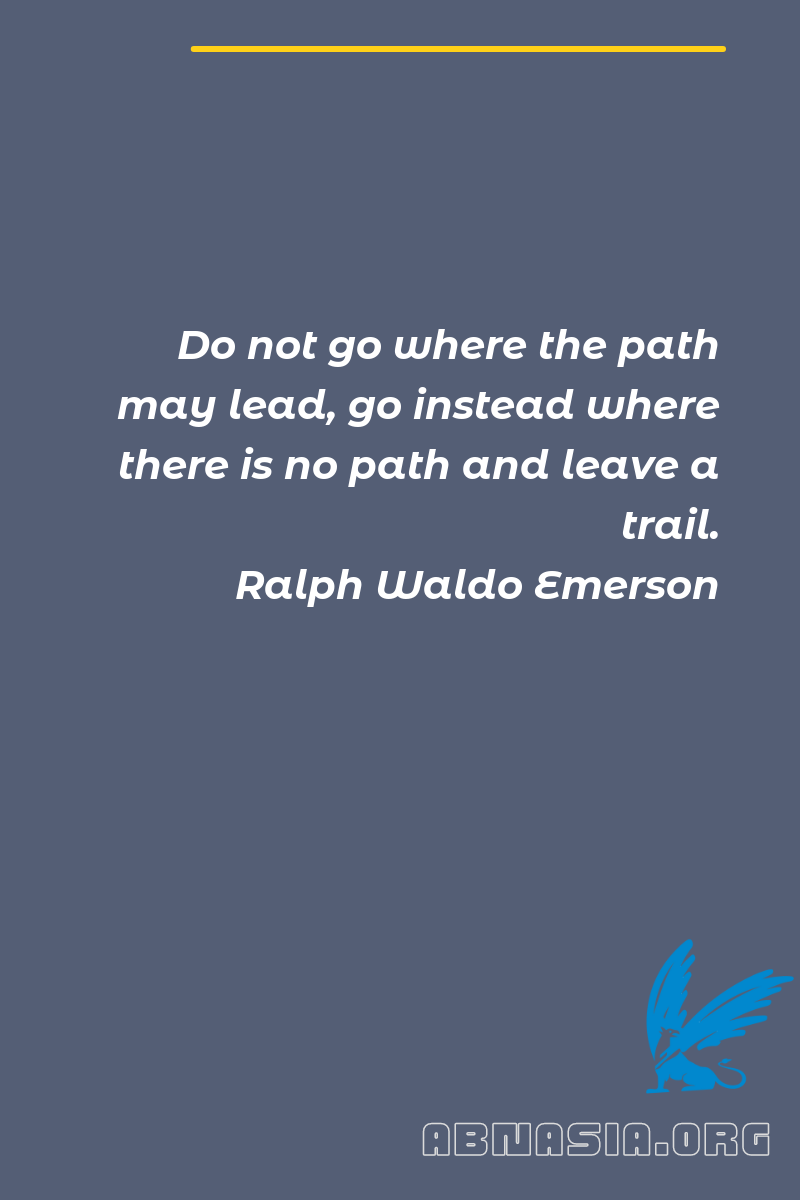 Do not go where the path
may lead, go instead where
there is no path and leave a
trail.
Ralph Waldo Emerson
ABNASIA.ORG